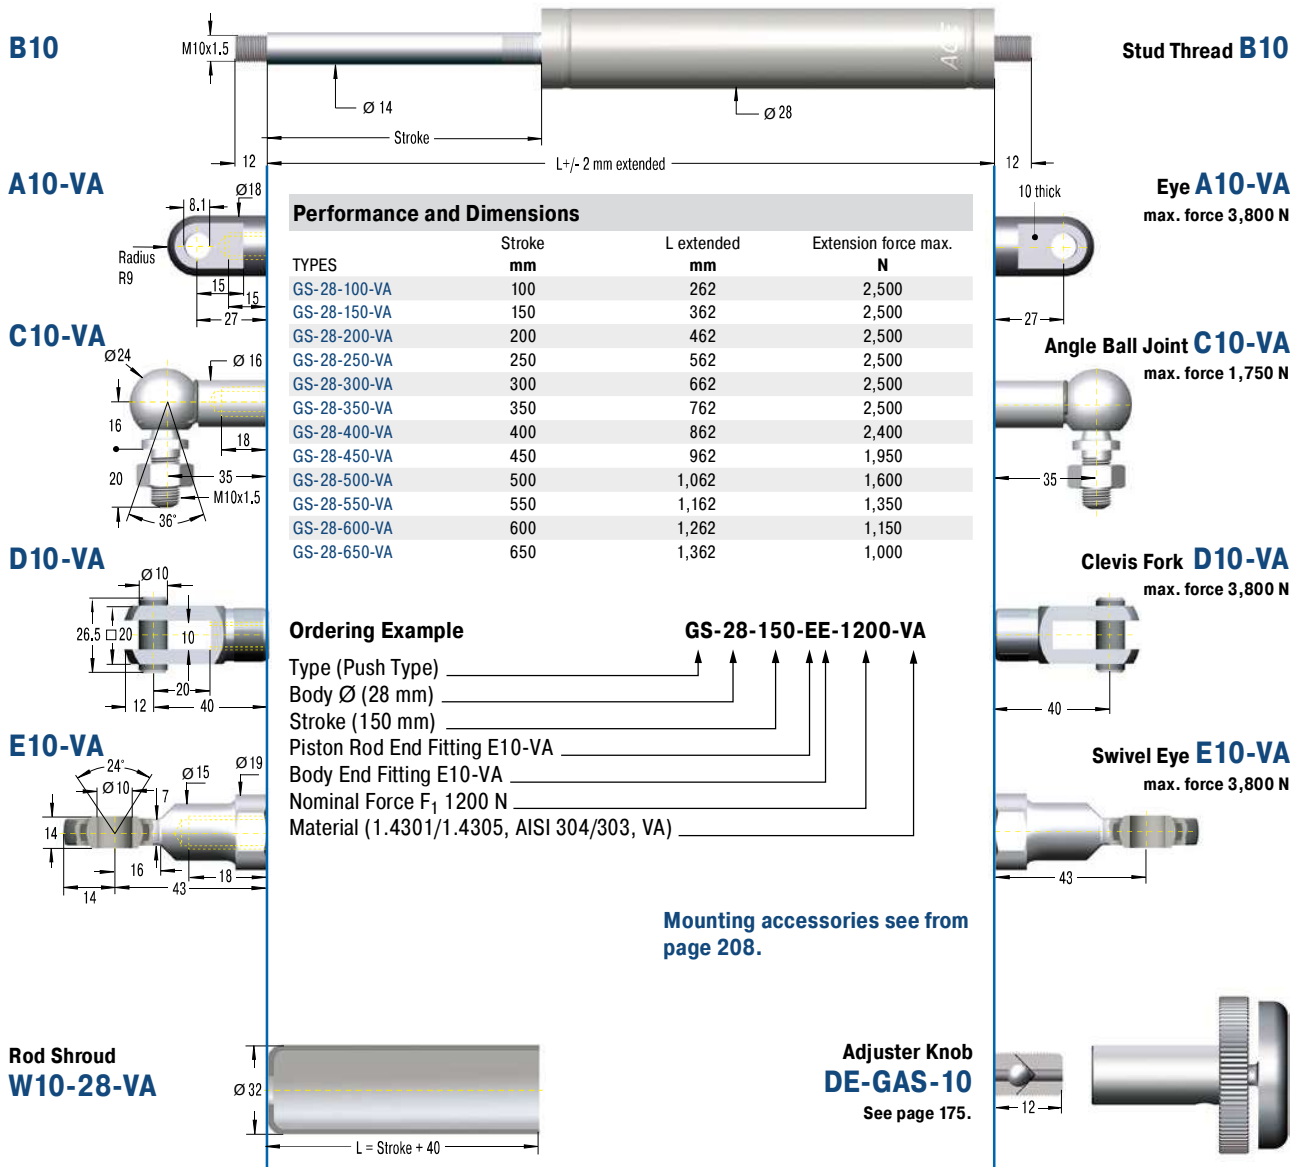 B10
M10x1.5
ACE
Stud Thread B10
Ø 14
Ø 28
Stroke
12
L+/- 2 mm extended
12
A10-VA
8.1
Ø18
Radius
R9
15
15
27
10 thick
27
Eye A10-VA
max. force 3,800 N
Performance and Dimensions
Stroke L extended Extension force max.
TYPES mm mm N
GS-28-100-VA 100 262 2,500
GS-28-150-VA 150 362 2,500
GS-28-200-VA 200 462 2,500
GS-28-250-VA 250 562 2,500
GS-28-300-VA 300 662 2,500
GS-28-350-VA 350 762 2,500
GS-28-400-VA 400 862 2,400
GS-28-450-VA 450 962 1,950
GS-28-500-VA 500 1,062 1,600
GS-28-550-VA 550 1,162 1,350
GS-28-600-VA 600 1,262 1,150
GS-28-650-VA 650 1,362 1,000
C10-VA
Ø24
Ø 16
16
18
20
35
M10x1.5
36°
Angle Ball Joint C10-VA
max. force 1,750 N
35
D10-VA
Ø10
26.5
□20
10
20
12
40
Clevis Fork D10-VA
max. force 3,800 N
40
Ordering Example GS-28-150-EE-1200-VA
Type (Push Type)
Body Ø (28 mm)
Stroke (150 mm)
Piston Rod End Fitting E10-VA
Body End Fitting E10-VA
Nominal Force F₁ 1200 N
Material (1.4301/1.4305, AISI 304/303, VA)
E10-VA
24°
Ø10
7
Ø15
Ø19
14
16
18
43
14
Swivel Eye E10-VA
max. force 3,800 N
43
Mounting accessories see from
page 208.
Rod Shroud
W10-28-VA
Ø32
L = Stroke + 40
Adjuster Knob
DE-GAS-10
See page 175.
12